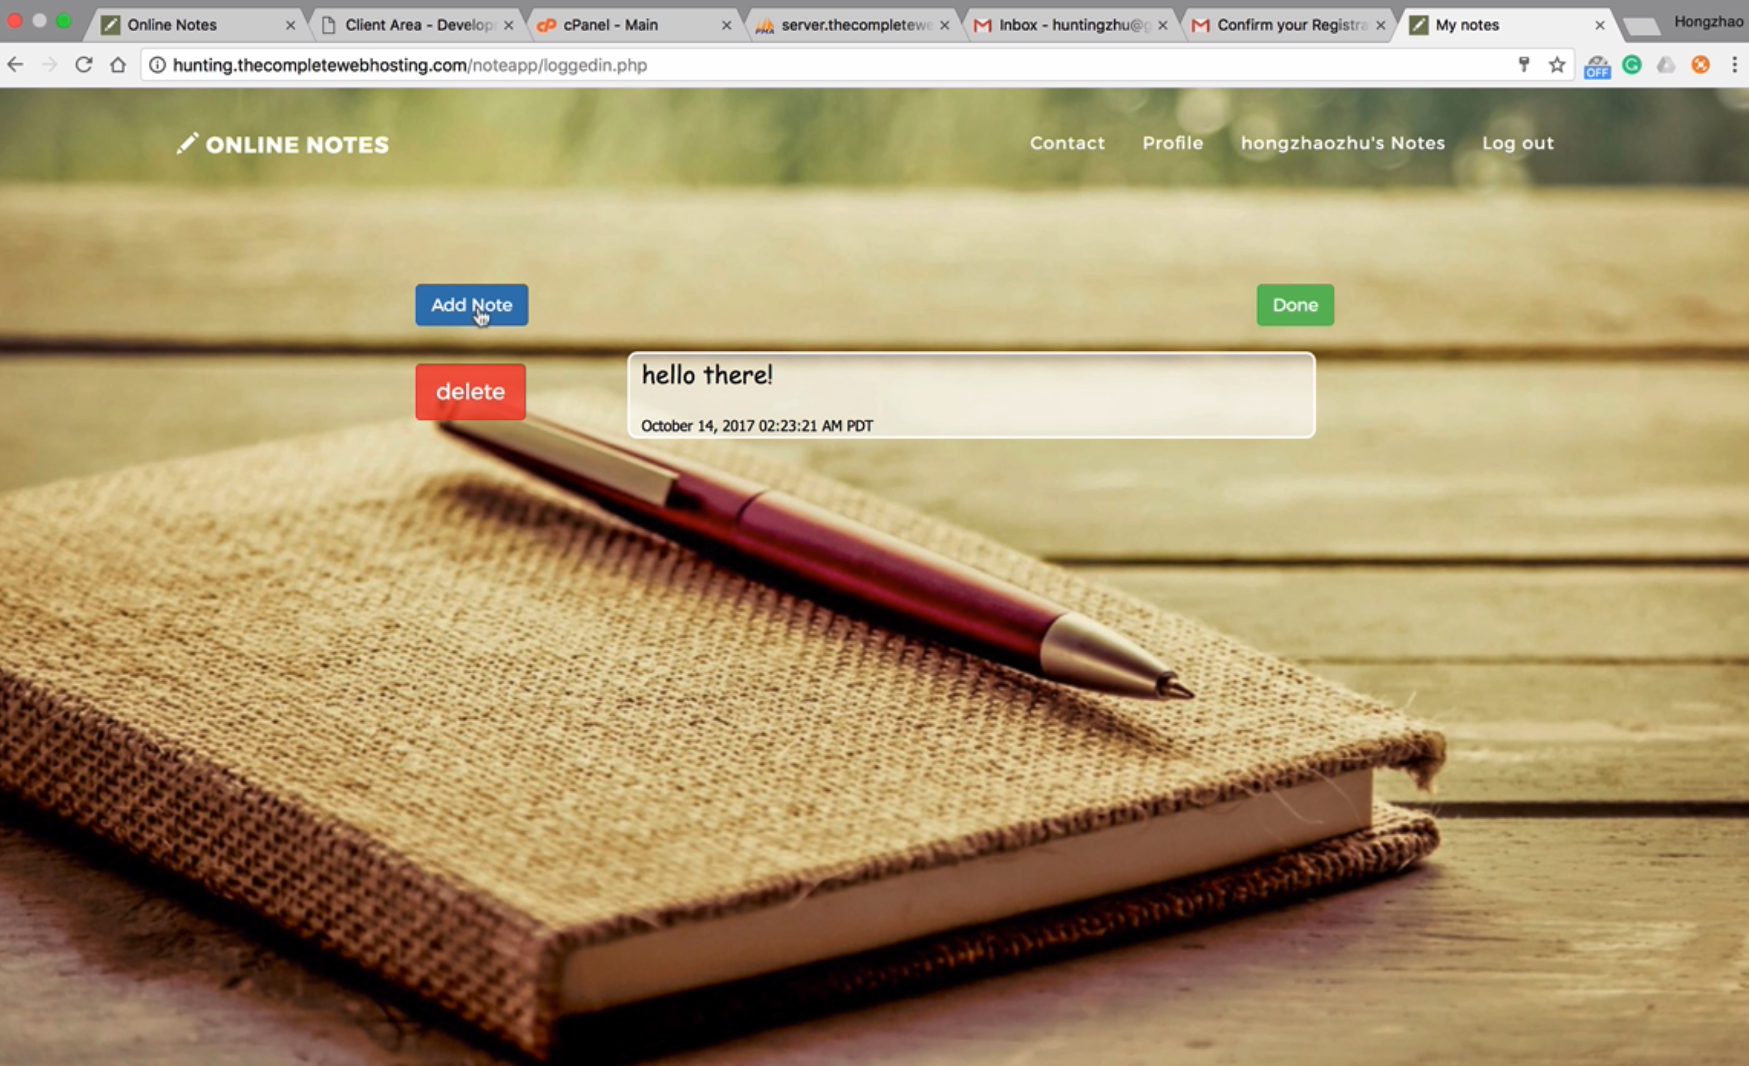 Online Notes
Client Area - Develop
cPanel - Main
server.thecompletewe
Inbox - huntingzhu@g
Confirm your Registra
My notes
Hongzhao
hunting.thecompletewebhosting.com/noteapp/loggedin.php
OFF
ONLINE NOTES
Contact
Profile
hongzhaozhu's Notes
Log out
Add Note
Done
delete
hello there!
October 14, 2017 02:23:21 AM PDT